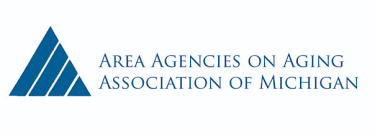 AREA AGENCIES ON AGING
ASSOCIATION OF MICHIGAN